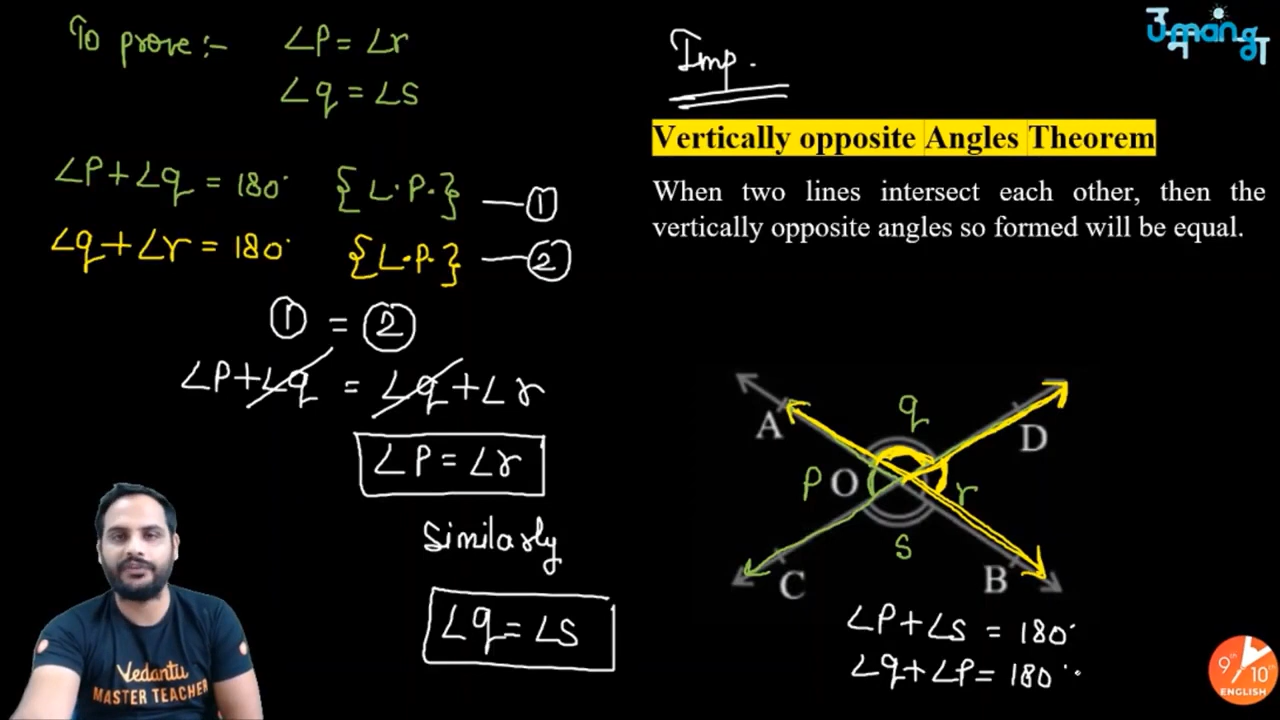 To prove :- ∠P = ∠r
∠q = ∠s
∠P + ∠q = 180° {L.P.} — ①
∠q + ∠r = 180° {L.P.} — ②
① = ②
∠P + ∠q = ∠q + ∠r
∠P = ∠r
Similarly
∠q = ∠s
Vedantu
MASTER TEACHER
उमंग
Imp.
Vertically opposite Angles Theorem
When two lines intersect each other, then the
vertically opposite angles so formed will be equal.
A
q
D
P
O
r
s
C
B
∠P + ∠s = 180°
∠q + ∠P = 180°
9th/10th
ENGLISH